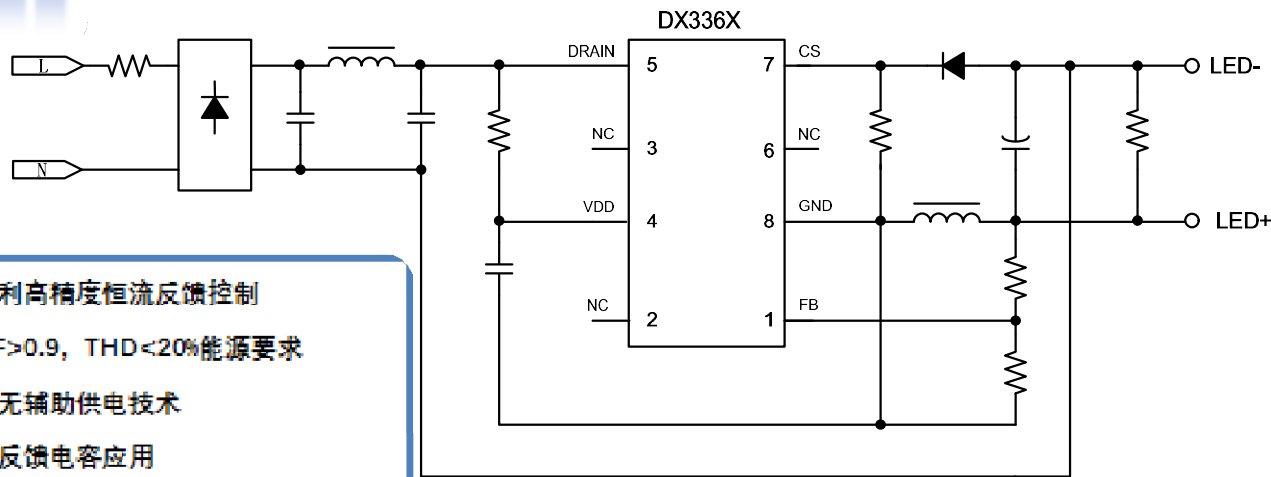 DX336X
L
DRAIN
5
7
CS
LED-
NC
3
6
NC
N
VDD
4
8
GND
LED+
NC
2
1
FB
利高精度恒流反馈控制
F>0.9，THD<20%能源要求
无辅助供电技术
反馈电容应用